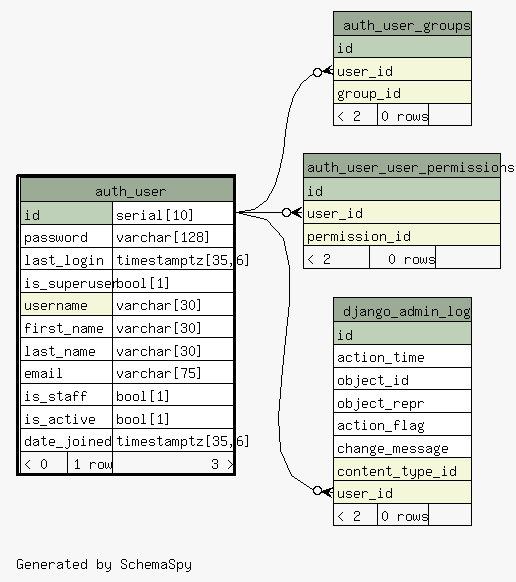 auth_user_groups
id
user_id
group_id
< 2 0 rows
auth_user_user_permissions
id
user_id
permission_id
< 2 0 rows
auth_user
id serial[10]
password varchar[128]
last_login timestamptz[35,6]
is_superuser bool[1]
username varchar[30]
first_name varchar[30]
last_name varchar[30]
email varchar[75]
is_staff bool[1]
is_active bool[1]
date_joined timestamptz[35,6]
< 0 1 row 3 >
django_admin_log
id
action_time
object_id
object_repr
action_flag
change_message
content_type_id
user_id
< 2 0 rows
Generated by SchemaSpy